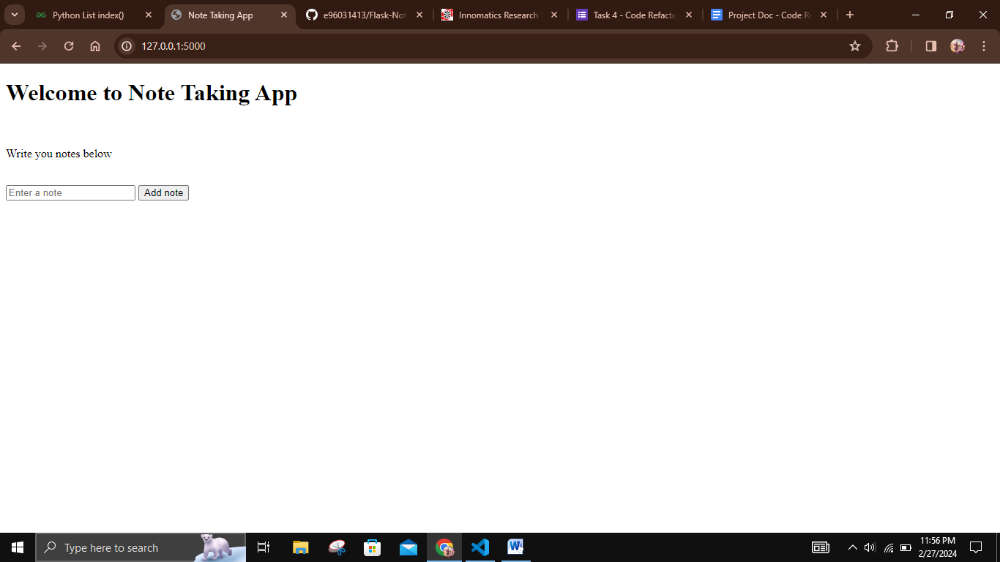 Python List index()
Note Taking App
e96031413/Flask-Not
Innomatics Research
Task 4 - Code Refacto
Project Doc - Code Re
127.0.0.1:5000
Welcome to Note Taking App
Write you notes below
Enter a note
Add note
Type here to search
11:56 PM
2/27/2024